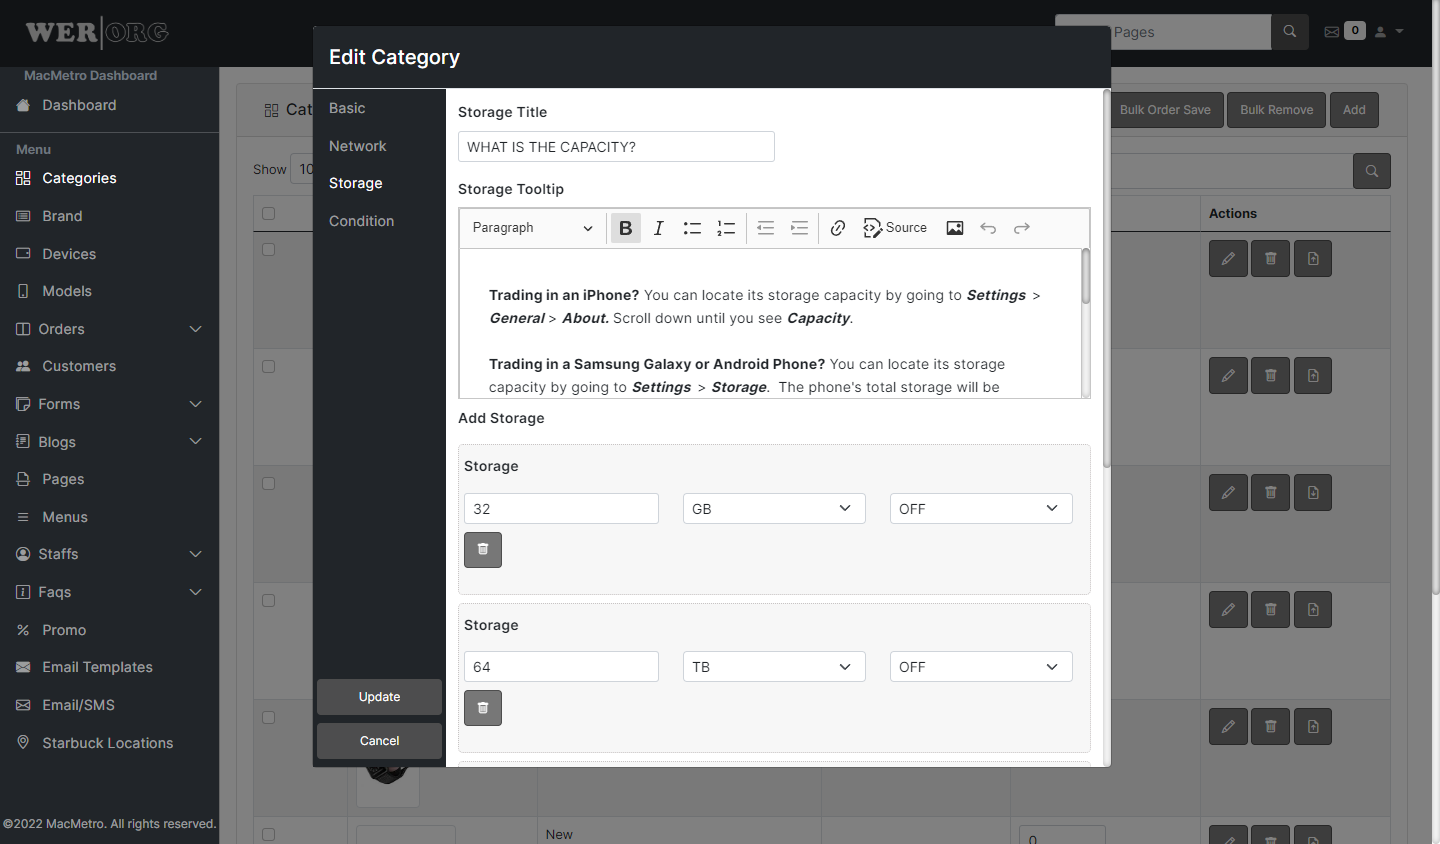 WER|ORG
Pages
0
MacMetro Dashboard
Dashboard
Menu
Categories
Brand
Devices
Models
Orders
Customers
Forms
Blogs
Pages
Menus
Staffs
Faqs
Promo
Email Templates
Email/SMS
Starbuck Locations
©2022 MacMetro. All rights reserved.
Cat
Bulk Order Save
Bulk Remove
Add
Show 10
Actions
Edit Category
Basic
Network
Storage
Condition
Update
Cancel
Storage Title
WHAT IS THE CAPACITY?
Storage Tooltip
Paragraph
B I
Source
Trading in an iPhone? You can locate its storage capacity by going to Settings >
General > About. Scroll down until you see Capacity.
Trading in a Samsung Galaxy or Android Phone? You can locate its storage
capacity by going to Settings > Storage. The phone's total storage will be
Add Storage
Storage
32 GB OFF
Storage
64 TB OFF
New
0